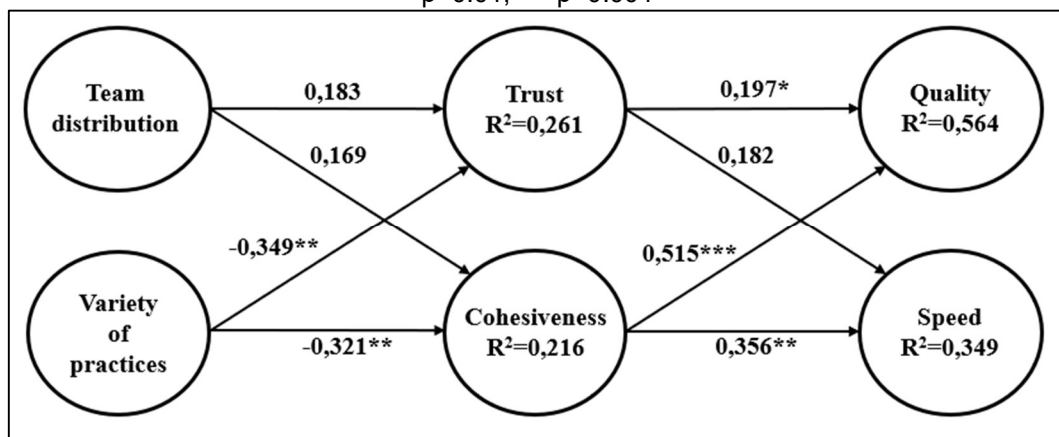 Team
distribution
0,183
Trust
R²=0,261
0,197*
Quality
R²=0,564
0,169
0,182
-0,349**
0,515***
Variety
of
practices
-0,321**
Cohesiveness
R²=0,216
0,356**
Speed
R²=0,349